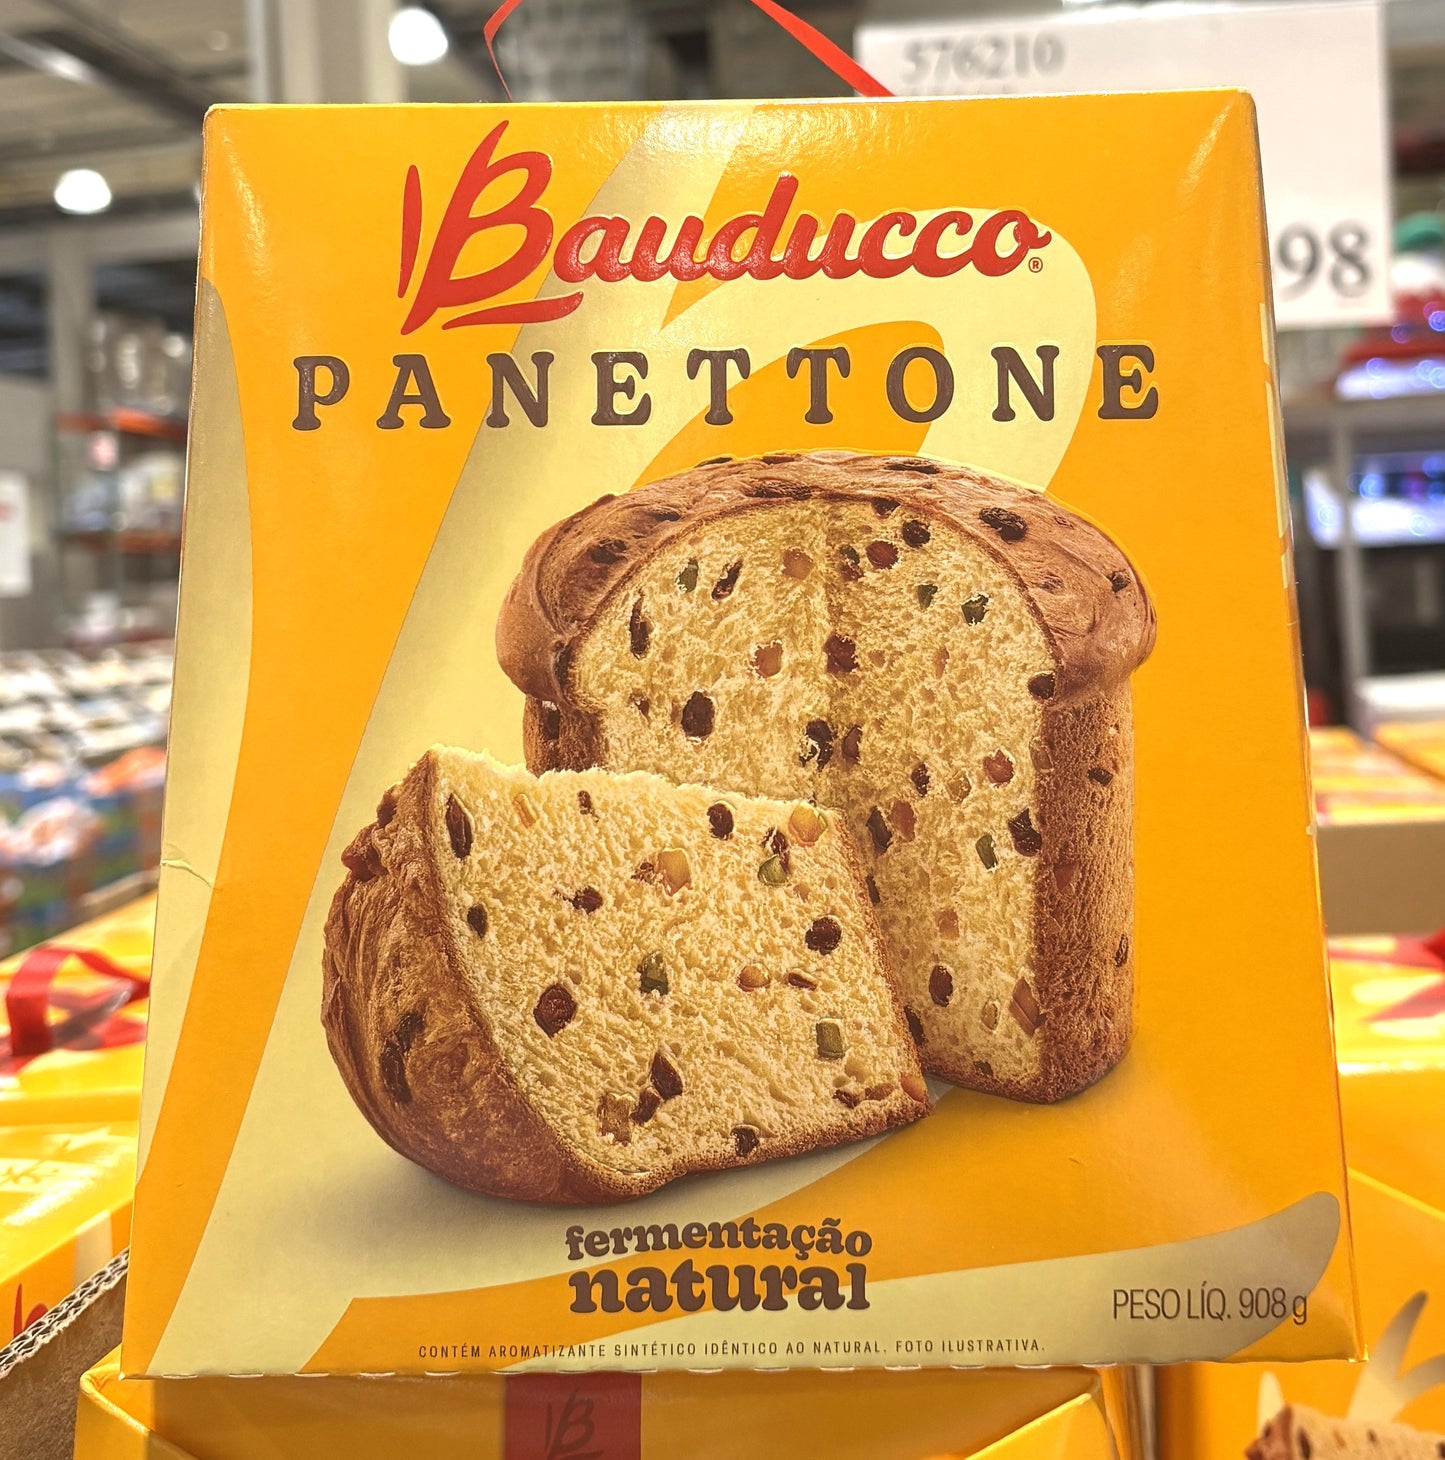 576210
98
Bauducco®
PANETTONE
fermentação
natural
PESO LÍQ. 908 g
CONTÉM AROMATIZANTE SINTÉTICO IDÊNTICO AO NATURAL. FOTO ILUSTRATIVA.
B